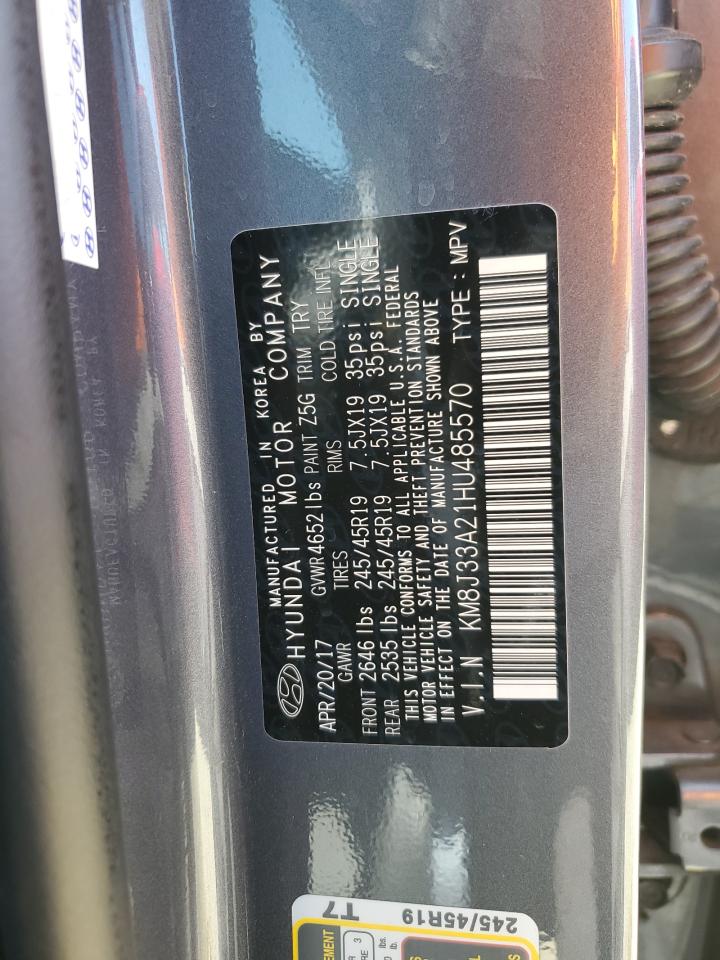 MANUFACTURED IN KOREA BY
HYUNDAI MOTOR COMPANY
APR/20/17 GVWR4652lbs PAINT Z5G TRIM TRY
GAWR TIRES RIMS COLD TIRE INFL
FRONT 2646 lbs 245/45R19 7.5JX19 35psi SINGLE
REAR 2535 lbs 245/45R19 7.5JX19 35psi SINGLE
THIS VEHICLE CONFORMS TO ALL APPLICABLE U.S.A. FEDERAL
MOTOR VEHICLE SAFETY AND THEFT PREVENTION STANDARDS
IN EFFECT ON THE DATE OF MANUFACTURE SHOWN ABOVE
V.I.N KM8J33A21HU485570 TYPE : MPV
T7
245/45R19